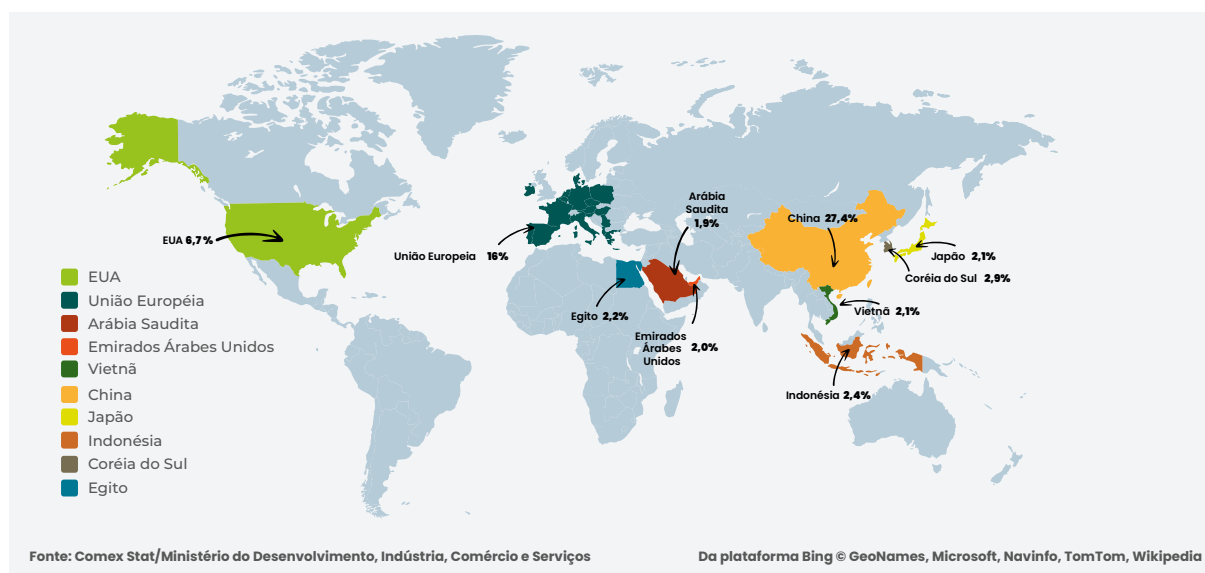 Arábia
Saudita
1,9%
China 27,4%
EUA 6,7%
União Europeia 16%
Japão 2,1%
Coréia do Sul 2,9%
Egito 2,2%
Vietnã 2,1%
Emirados
Árabes 2,0%
Unidos
Indonésia 2,4%
EUA
União Européia
Arábia Saudita
Emirados Árabes Unidos
Vietnã
China
Japão
Indonésia
Coréia do Sul
Egito
Fonte: Comex Stat/Ministério do Desenvolvimento, Indústria, Comércio e Serviços
Da plataforma Bing © GeoNames, Microsoft, Navinfo, TomTom, Wikipedia